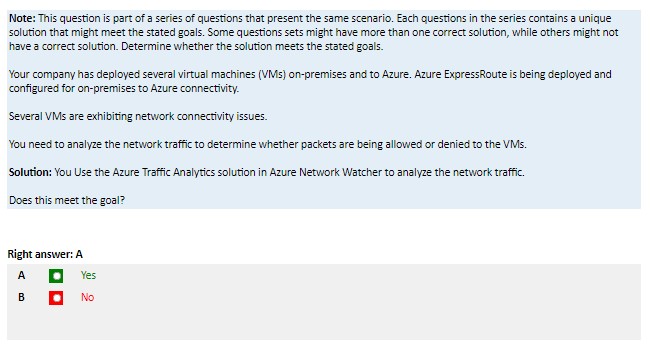 Note: This question is part of a series of questions that present the same scenario. Each questions in the series contains a unique
solution that might meet the stated goals. Some questions sets might have more than one correct solution, while others might not
have a correct solution. Determine whether the solution meets the stated goals.
Your company has deployed several virtual machines (VMs) on-premises and to Azure. Azure ExpressRoute is being deployed and
configured for on-premises to Azure connectivity.
Several VMs are exhibiting network connectivity issues.
You need to analyze the network traffic to determine whether packets are being allowed or denied to the VMs.
Solution: You Use the Azure Traffic Analytics solution in Azure Network Watcher to analyze the network traffic.
Does this meet the goal?
Right answer: A
A Yes
B No